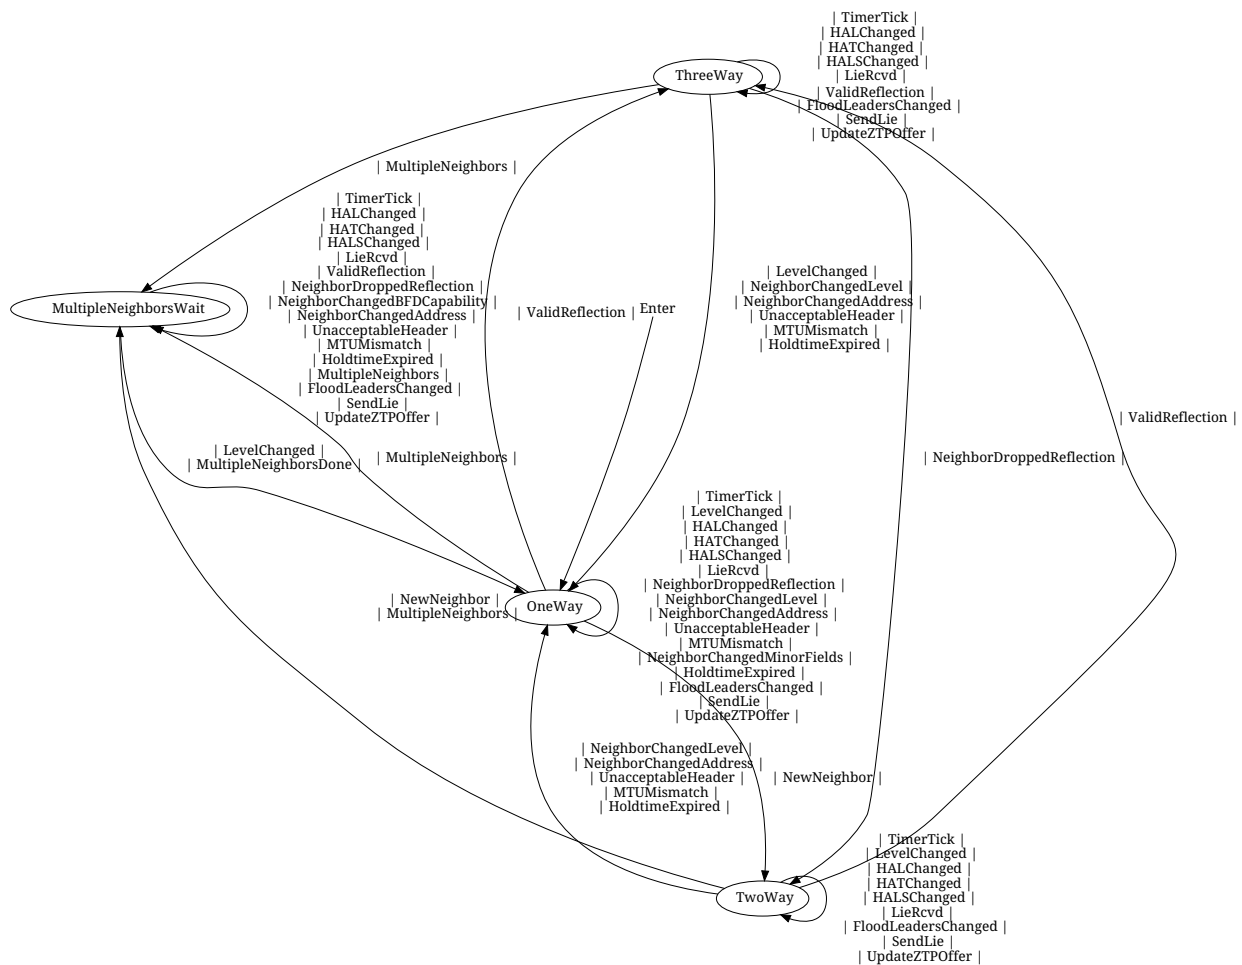 | TimerTick |
| HALChanged |
| HATChanged |
| HALSChanged |
| LieRcvd |
| ValidReflection |
| FloodLeadersChanged |
| SendLie |
| UpdateZTPOffer |
ThreeWay
| MultipleNeighbors |
| TimerTick |
| HALChanged |
| HATChanged |
| HALSChanged |
| LieRcvd |
| ValidReflection |
| NeighborDroppedReflection |
| NeighborChangedBFDCapability |
| NeighborChangedAddress |
| UnacceptableHeader |
| MTUMismatch |
| HoldtimeExpired |
| MultipleNeighbors |
| FloodLeadersChanged |
| SendLie |
| UpdateZTPOffer |
MultipleNeighborsWait
| ValidReflection |
Enter
| LevelChanged |
| NeighborChangedLevel |
| NeighborChangedAddress |
| UnacceptableHeader |
| MTUMismatch |
| HoldtimeExpired |
| ValidReflection |
| LevelChanged |
| MultipleNeighborsDone |
| MultipleNeighbors |
| NeighborDroppedReflection |
| TimerTick |
| LevelChanged |
| HALChanged |
| HATChanged |
| HALSChanged |
| LieRcvd |
| NeighborDroppedReflection |
| NeighborChangedLevel |
| NeighborChangedAddress |
| UnacceptableHeader |
| MTUMismatch |
| NeighborChangedMinorFields |
| HoldtimeExpired |
| FloodLeadersChanged |
| SendLie |
| UpdateZTPOffer |
| NewNeighbor |
| MultipleNeighbors |
OneWay
| NeighborChangedLevel |
| NeighborChangedAddress |
| UnacceptableHeader |
| MTUMismatch |
| HoldtimeExpired |
| NewNeighbor |
| TimerTick |
| LevelChanged |
| HALChanged |
| HATChanged |
| HALSChanged |
| LieRcvd |
| FloodLeadersChanged |
| SendLie |
| UpdateZTPOffer |
TwoWay